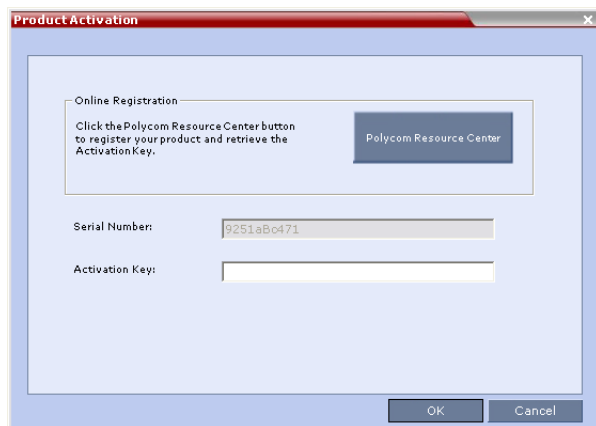 Product Activation
Online Registration
Click the Polycom Resource Center button
to register your product and retrieve the
Activation Key.
Polycom Resource Center
Serial Number:
9251aBc471
Activation Key:
OK
Cancel